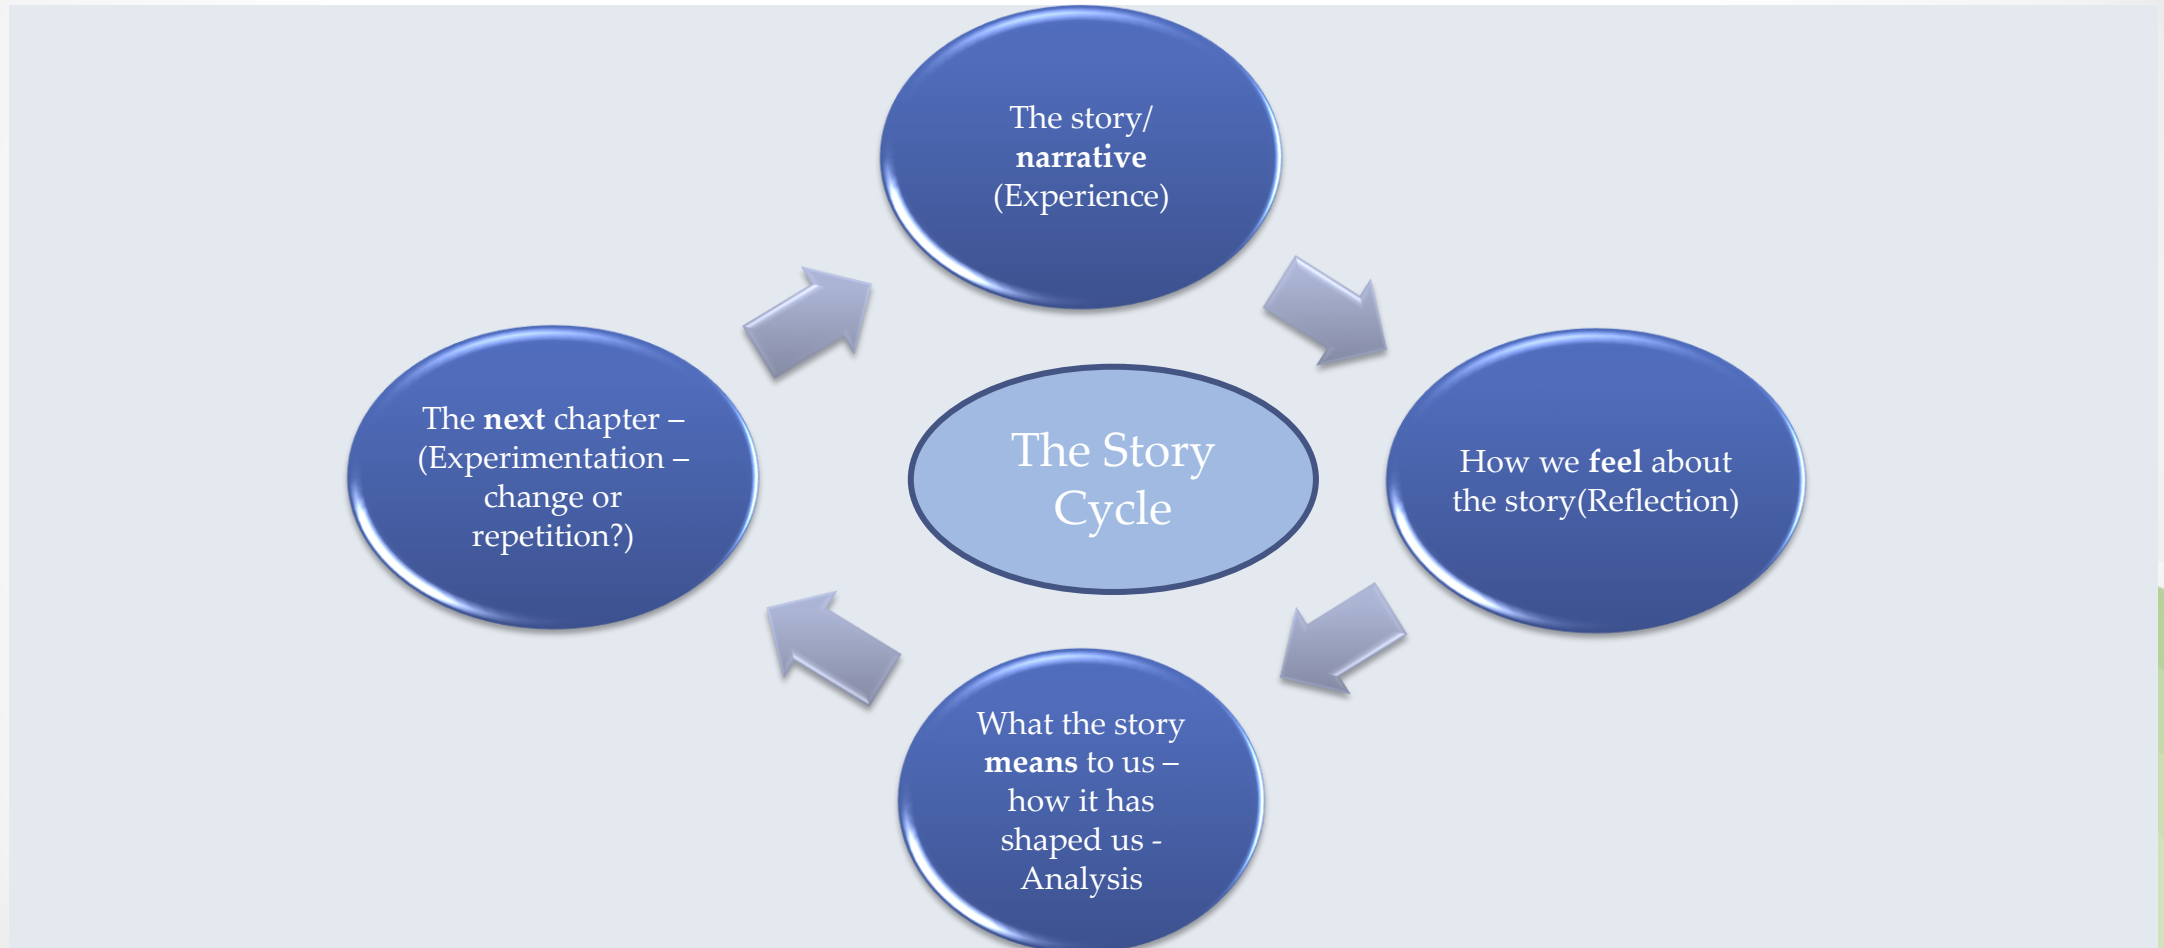 The story/
narrative
(Experience)
How we feel about
the story(Reflection)
What the story
means to us –
how it has
shaped us -
Analysis
The next chapter –
(Experimentation –
change or
repetition?)
The Story
Cycle